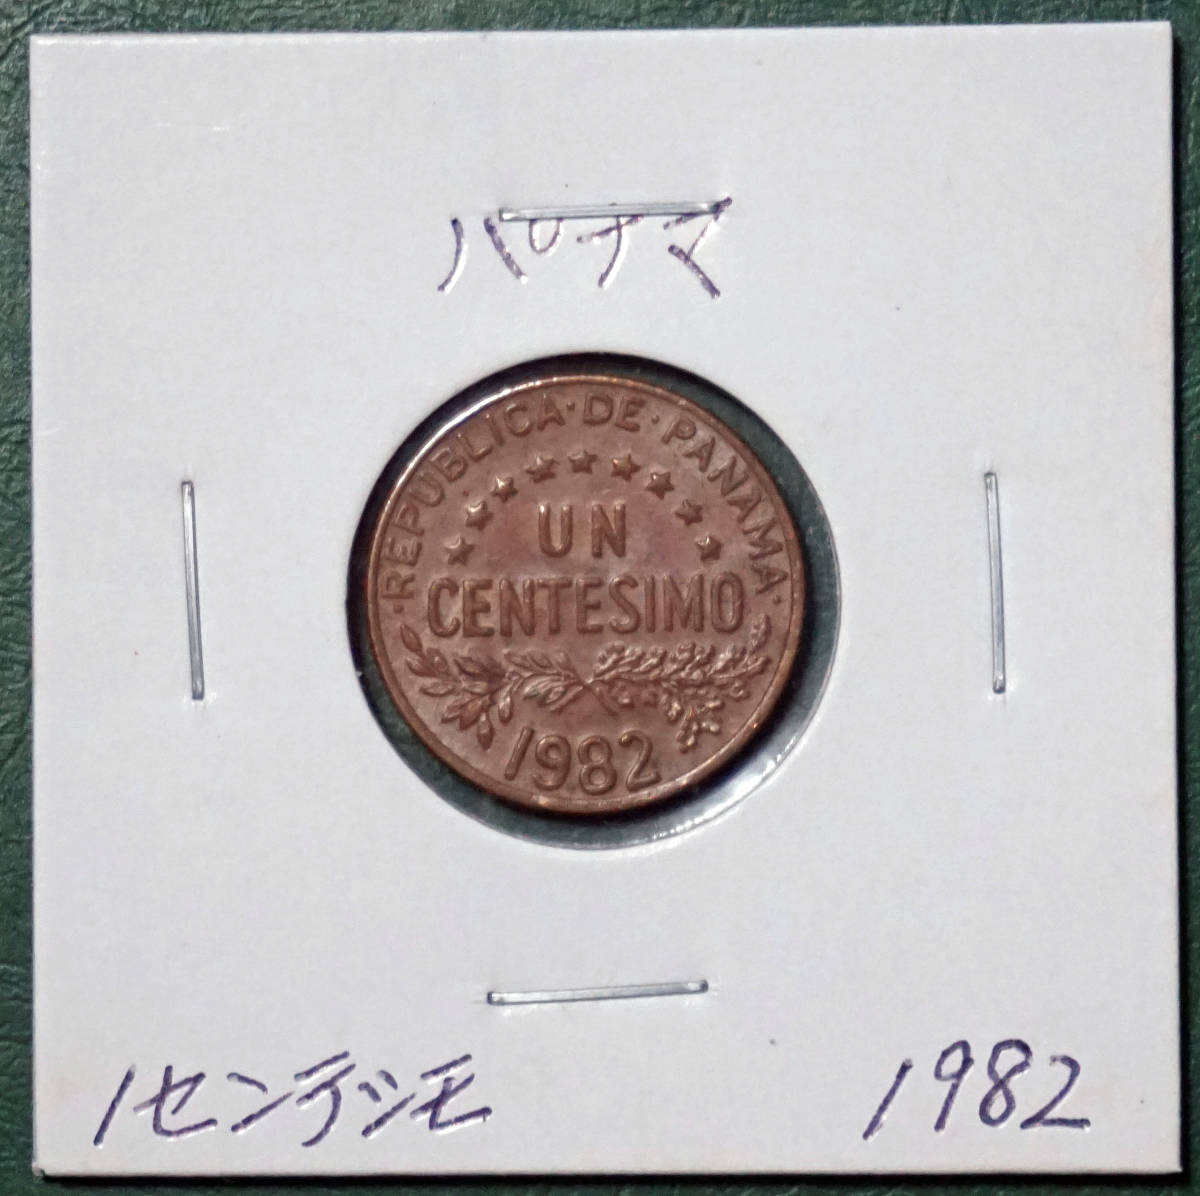 パナマ
·REPUBLICA·DE·PANAMA·
UN
CENTESIMO
1982
1センテシモ 1982